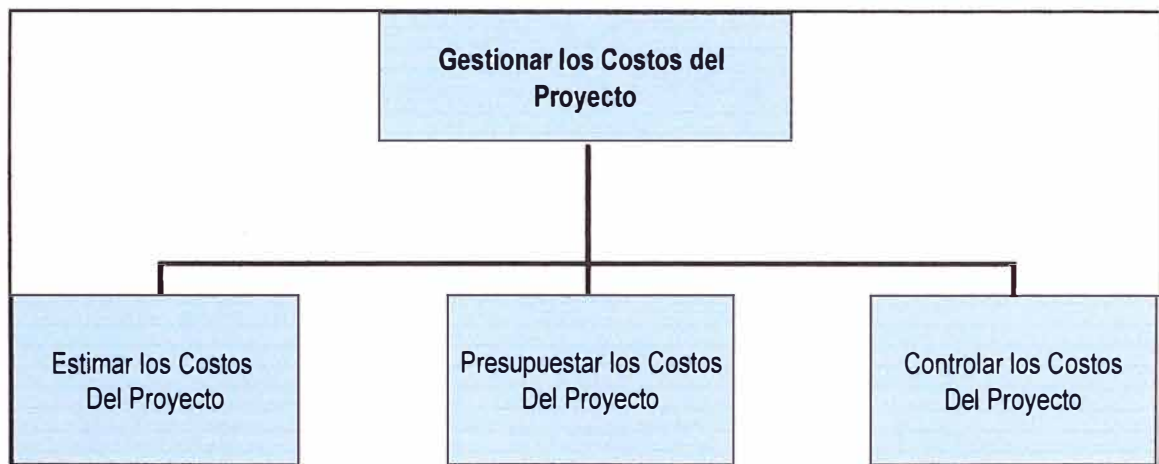 Gestionar los Costos del
Proyecto
Estimar los Costos
Del Proyecto
Presupuestar los Costos
Del Proyecto
Controlar los Costos
Del Proyecto